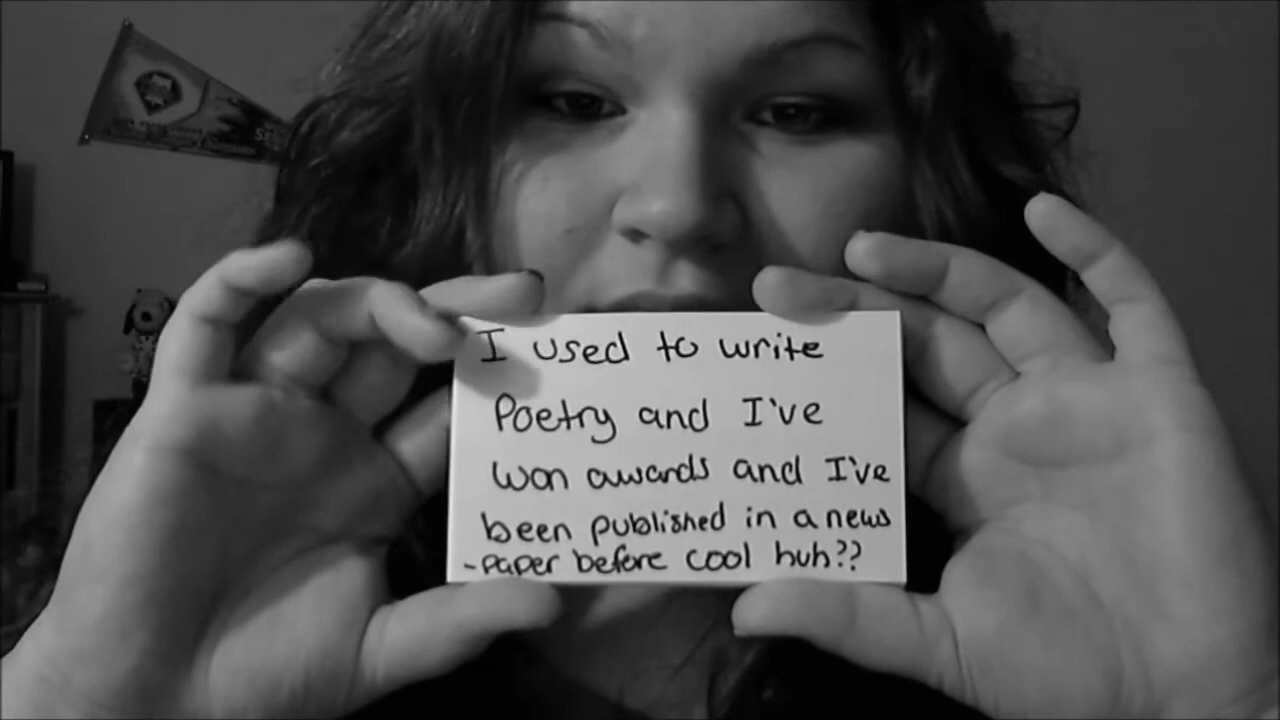 I used to write
Poetry and I've
won awards and I've
been published in a news
-paper before cool huh??